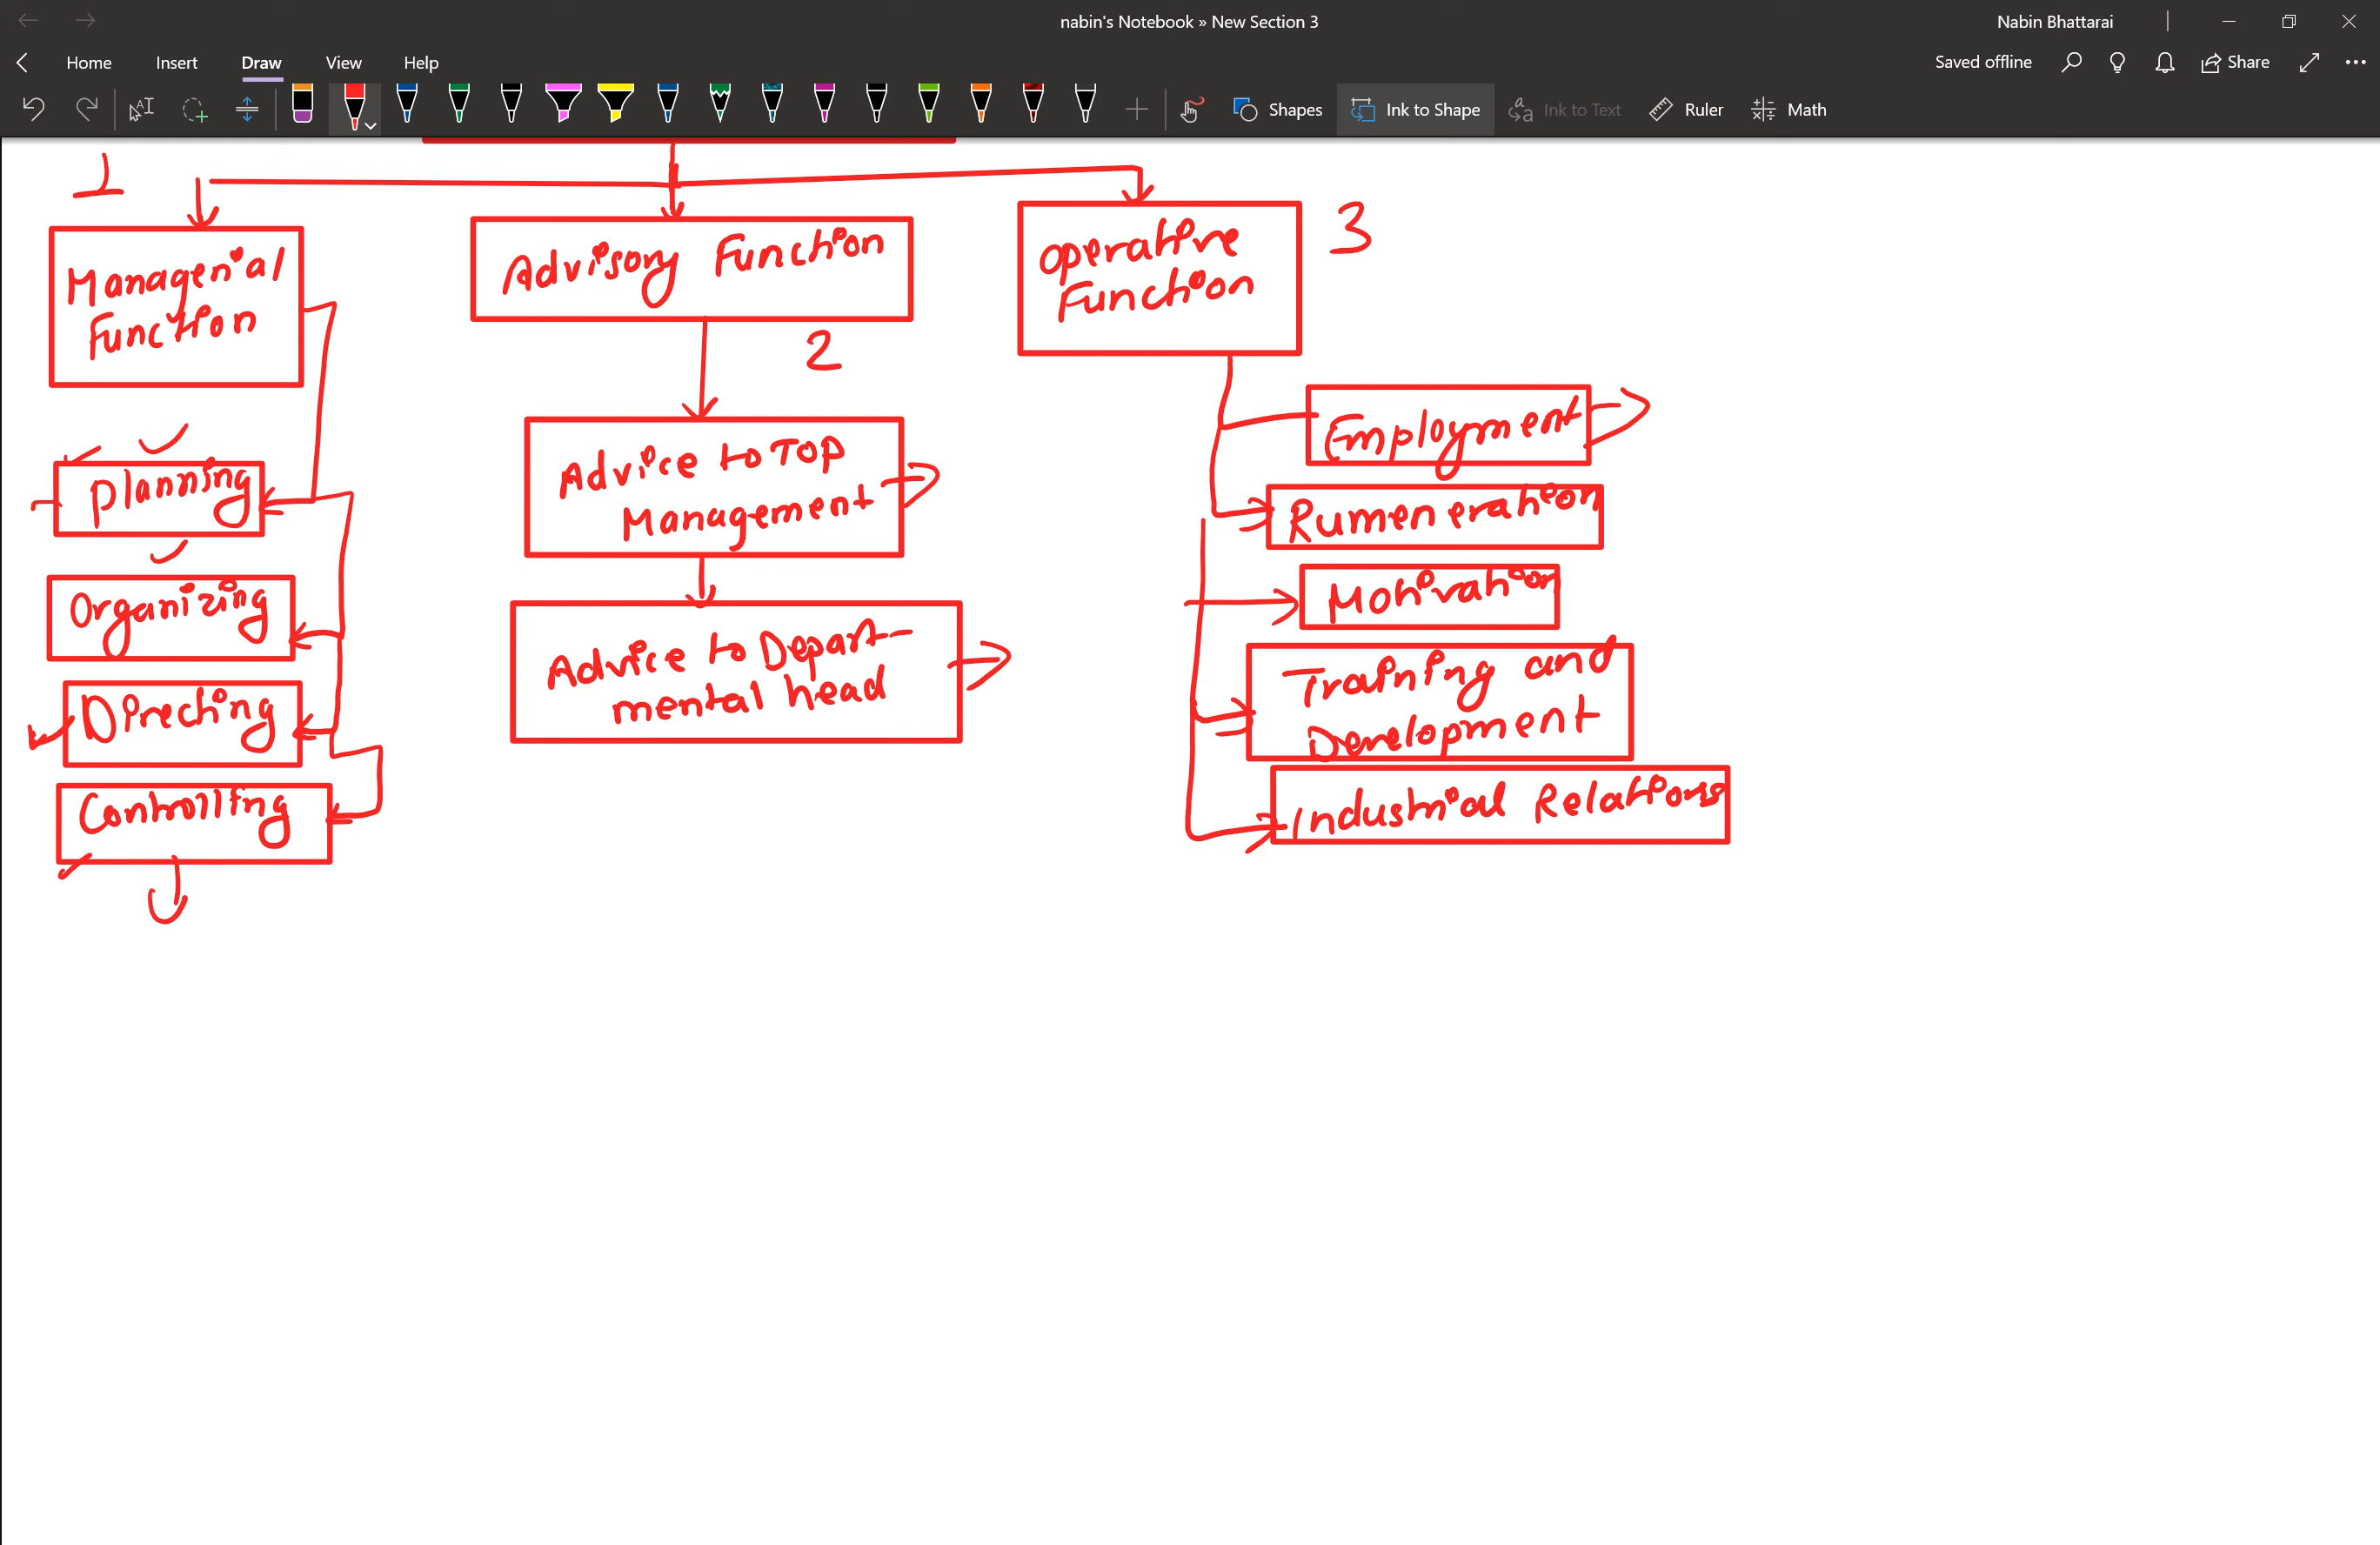 nabin's Notebook » New Section 3
Nabin Bhattarai
Home Insert Draw View Help
Saved offline
Share
Shapes
Ink to Shape
Ink to Text
Ruler
Math
1
Managerial
Function
Planning
Organizing
Directing
Controlling
Advisory Function
2
Advice to Top
Management
Advice to Depart-
mental head
Operative
Function
3
Employment
Rumeneration
Motivation
Training and
Development
Industrial Relations